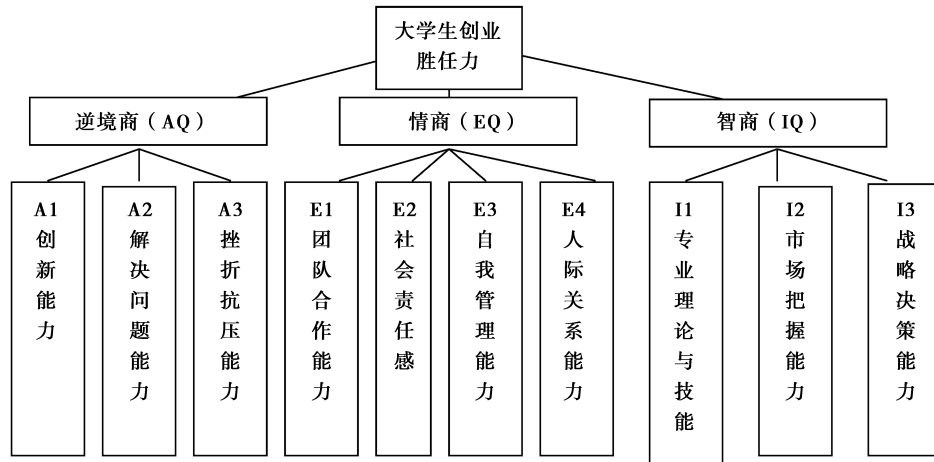 大学生创业
胜任力
逆境商（AQ）
情商（EQ）
智商（IQ）
A1
创新能力
A2
解决问题能力
A3
挫折抗压能力
E1
团队合作能力
E2
社会责任感
E3
自我管理能力
E4
人际关系能力
I1
专业理论与技能
I2
市场把握能力
I3
战略决策能力